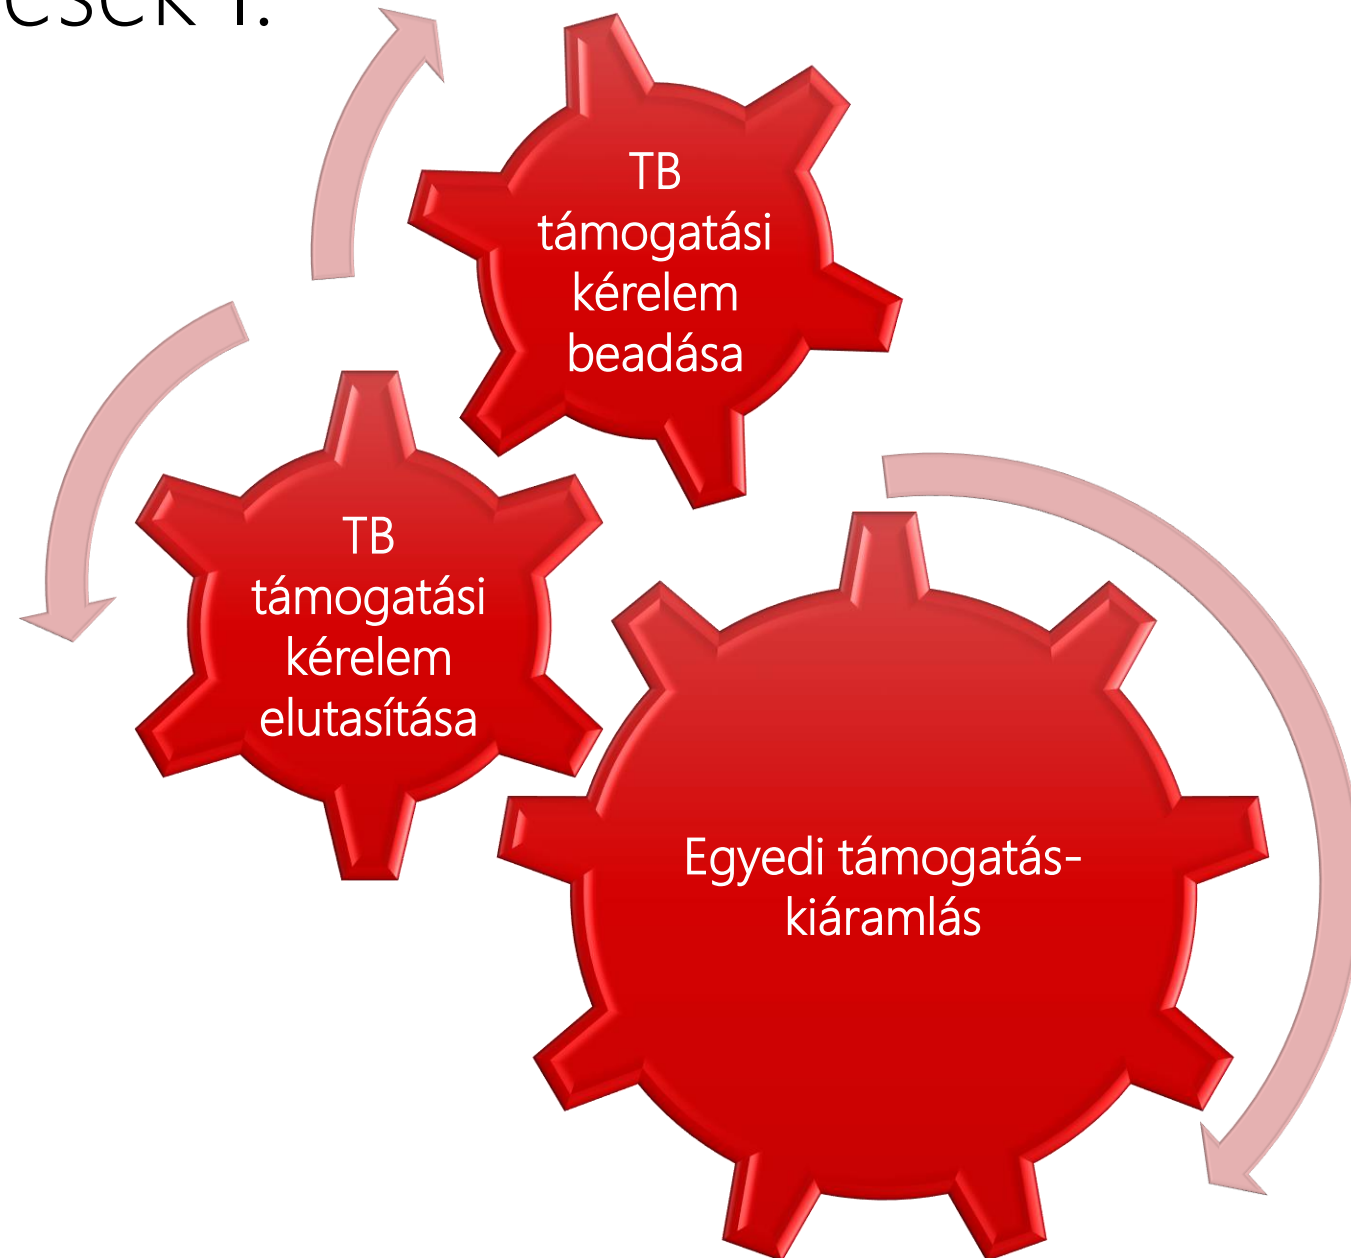 TB
támogatási
kérelem
beadása
TB
támogatási
kérelem
elutasítása
Egyedi támogatás-
kiáramlás